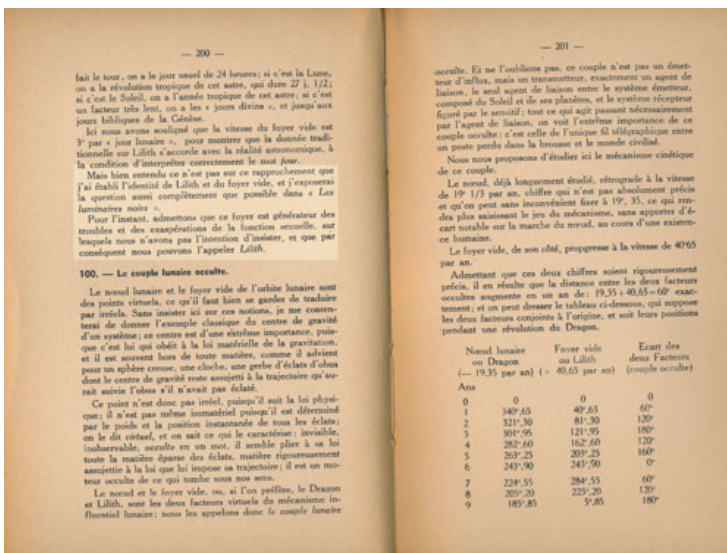 — 200 —
fait le tour, on a le jour usuel de 24 heures; si c'est la Lune,
on a la révolution tropique de cet astre, qui dure 27 j. 1/2;
si c'est le Soleil, on a l'année tropique de cet astre; si c'est
un facteur très lent, on a les « jours divins », et jusqu'aux
jours bibliques de la Génèse.
Ici nous avons souligné que la vitesse du foyer vide est
3° par « jour lunaire », pour montrer que la donnée tradi-
tionnelle sur Lilith s'accorde avec la réalité astronomique, à
la condition d'interpréter correctement le mot jour.
Mais bien entendu ce n'est pas sur ce rapprochement que
j'ai établi l'identité de Lilith et du foyer vide, et j'exposerai
la question aussi complètement que possible dans « Les
luminaires noirs ».
Pour l'instant, admettons que ce foyer est générateur des
troubles et des exaspérations de la fonction sexuelle, sur
lesquels nous n'avons pas l'intention d'insister, et que par
conséquent nous pouvons l'appeler Lilith.
100. — Le couple lunaire occulte.
Le nœud lunaire et le foyer vide de l'orbite lunaire sont
des points virtuels, ce qu'il faut bien se garder de traduire
par irréels. Sans insister ici sur ces notions, je me conten-
terai de donner l'exemple classique du centre de gravité
d'un système; ce centre est d'une extrême importance, puis-
que c'est lui qui obéit à la loi matérielle de la gravitation,
et il est souvent hors de toute matière, comme il advient
pour un sphère creuse, une cloche, une gerbe d'éclats d'obus
dont le centre de gravité reste assujetti à la trajectoire qu'au-
rait suivie l'obus s'il n'avait pas éclaté.
Ce point n'est donc pas irréel, puisqu'il suit la loi physi-
que; il n'est pas même immatériel puisqu'il est déterminé
par le poids et la position instantanée de tous les éclats;
on le dit virtuel, et on sait ce qui le caractérise; invisible,
inobservable, occulte en un mot, il semble plier à sa loi
toute la matière éparse des éclats, matière rigoureusement
assujettie à la loi que lui impose sa trajectoire; il est un mo-
teur occulte de ce qui tombe sous nos sens.
Le nœud et le foyer vide, ou, si l'on préfère, le Dragon
et Lilith, sont les deux facteurs virtuels du mécanisme in-
fluentiel lunaire; nous les appelons donc le couple lunaire
— 201 —
occulte. Et ne l'oublions pas, ce couple n'est pas un émet-
teur d'influx, mais un transmetteur, exactement un agent de
liaison, le seul agent de liaison entre le système émetteur,
composé du Soleil et de ses planètes, et le système récepteur
figuré par le sensitif; tout ce qui agit passant nécessairement
par l'agent de liaison, on voit l'extrême importance de ce
couple occulte : c'est celle de l'unique fil télégraphique entre
un poste perdu dans la brousse et le monde civilisé.
Nous nous proposons d'étudier ici le mécanisme cinétique
de ce couple.
Le nœud, déjà longuement étudié, rétrograde à la vitesse
de 19° 1/3 par an, chiffre qui n'est pas absolument précis
et qu'on peut sans inconvénient fixer à 19°, 35, ce qui ren-
dra plus saisissant le jeu du mécanisme, sans apporter d'é-
cart notable sur la marche du nœud, au cours d'une existen-
ce humaine.
Le foyer vide, de son côté, propgresse à la vitesse de 40°65
par an.
Admettant que ces deux chiffres soient rigoureusement
précis, il en résulte que la distance entre les deux facteurs
occultes augmente en un an de : 19,35 + 40,65 = 60° exac-
tement; et on peut dresser le tableau ci-dessous, qui suppose
les deux facteurs conjoints à l'origine, et suit leurs positions
pendant une révolution du Dragon.
Nœud lunaire Foyer vide Ecart des
ou Dragon ou Lilith deux Facteurs
(— 19,35 par an) (+ 40,65 par an) (couple occulte)
Ans
0 0 0 0
1 340°,65 40°,65 60°
2 321°,30 81°,30 120°
3 301°,95 121°,95 180°
4 282°,60 162°,60 120°
5 263°,25 203°,25 160°
6 243°,90 243°,90 0°
7 224°,55 284°,55 60°
8 205°,20 225°,20 120°
9 185°,85 5°,85 180°